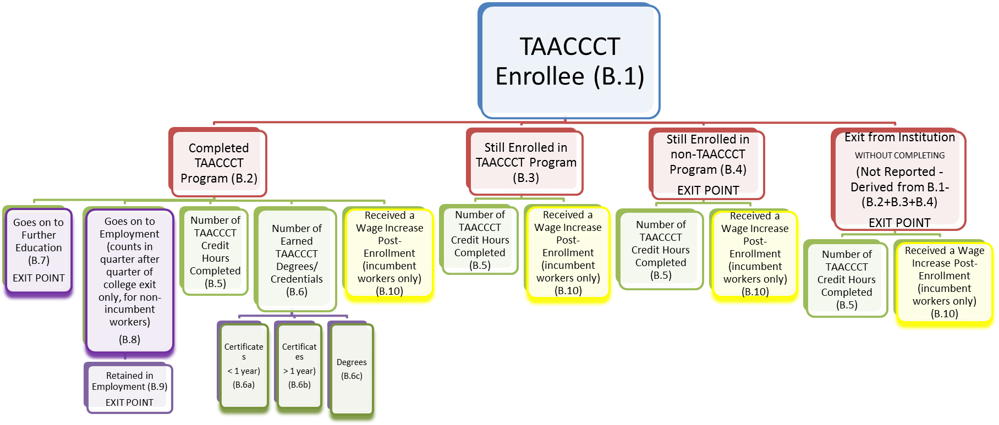 TAACCCT
Enrollee (B.1)
Completed
TAACCCT
Program (B.2)
Still Enrolled in
TAACCCT Program
(B.3)
Still Enrolled in
non-TAACCCT
Program (B.4)
EXIT POINT
Exit from Institution
WITHOUT COMPLETING
(Not Reported -
Derived from B.1-
(B.2+B.3+B.4)
EXIT POINT
Goes on to
Further
Education
(B.7)
EXIT POINT
Goes on to
Employment
(counts in
quarter after
quarter of
college exit
only, for non-
incumbent
workers)
(B.8)
Number of
TAACCCT
Credit
Hours
Completed
(B.5)
Number of
Earned
TAACCCT
Degrees/
Credentials
(B.6)
Received a
Wage Increase
Post-
Enrollment
(incumbent
workers only)
(B.10)
Number of
TAACCCT
Credit Hours
Completed
(B.5)
Received a
Wage Increase
Post-
Enrollment
(incumbent
workers only)
(B.10)
Number of
TAACCCT
Credit Hours
Completed
(B.5)
Received a
Wage Increase
Post-
Enrollment
(incumbent
workers only)
(B.10)
Number of
TAACCCT
Credit Hours
Completed
(B.5)
Received a Wage
Increase Post-
Enrollment
(incumbent
workers only)
(B.10)
Retained in
Employment (B.9)
EXIT POINT
Certificate
s
< 1 year)
(B.6a)
Certificat
es
> 1 year)
(B.6b)
Degrees
(B.6c)